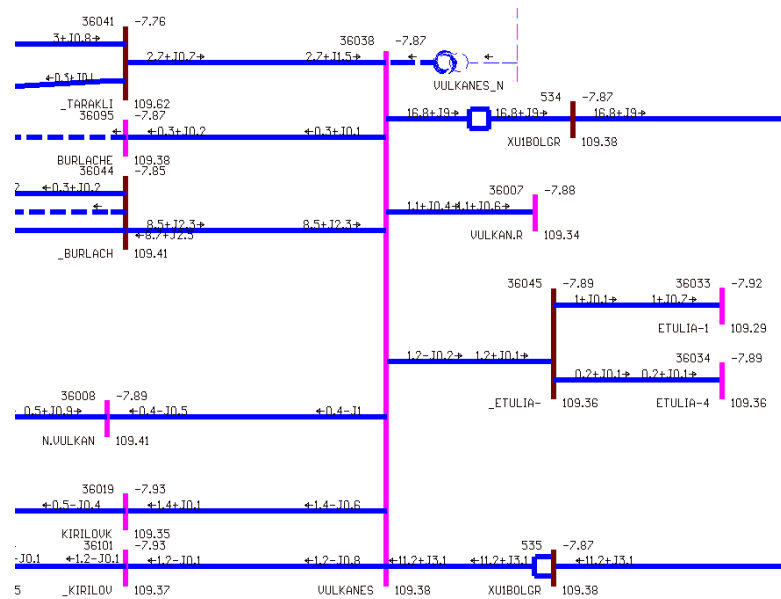 36041 -7.76
3+J0.8→
2.7+J0.7→ 2.7+J1.5→
36038 -7.87
←
←0.3+J
_TARAKLI 109.62
VULKANES_N
36095 -7.87
534 -7.87
16.8+J9→ 16.8+J9→ 16.8+J9→
←0.3+J0.2 ←0.3+J0.1
BURLACHE 109.38
XU1BOLGR 109.38
36044 -7.85
2 ←0.3+J0.2
36007 -7.88
1.1+J0.4→ 1.1+J0.6→
8.5+J2.3→ 8.5+J2.3→
←8.7+J2.5
VULKAN.R 109.34
_BURLACH 109.41
36045 -7.89
36033 -7.92
1+J0.1→ 1+J0.7→
ETULIA-1 109.29
1.2-J0.2→ 1.2+J0.1→
36034 -7.89
0.2+J0.1→ 0.2+J0.1→
36008 -7.89
_ETULIA- 109.36
ETULIA-4 109.36
0.5+J0.9→ ←0.4-J0.5 ←0.4-J1
N.VULKAN 109.41
36019 -7.93
←0.5-J0.4 ←1.4+J0.1 ←1.4-J0.6
KIRILOVK 109.35
36101 -7.93
535 -7.87
-J0.1 ←1.2-J0.1 ←1.2-J0.1 ←1.2-J0.8 ←11.2+J3.1 ←11.2+J3.1 ←11.2+J3.1
5 _KIRILOV 109.37
VULKANES 109.38
XU1BOLGR 109.38